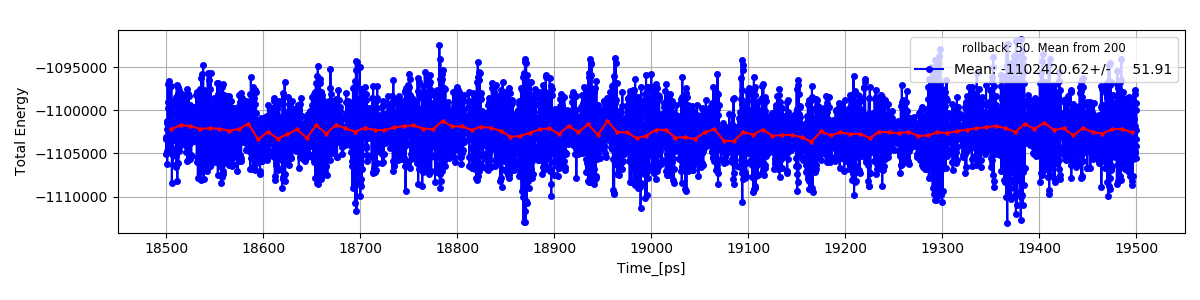 rollback: 50. Mean from 200
Mean: -1102420.62+/-     51.91
Total Energy
−1095000
−1100000
−1105000
−1110000
18500 18600 18700 18800 18900 19000 19100 19200 19300 19400 19500
Time_[ps]